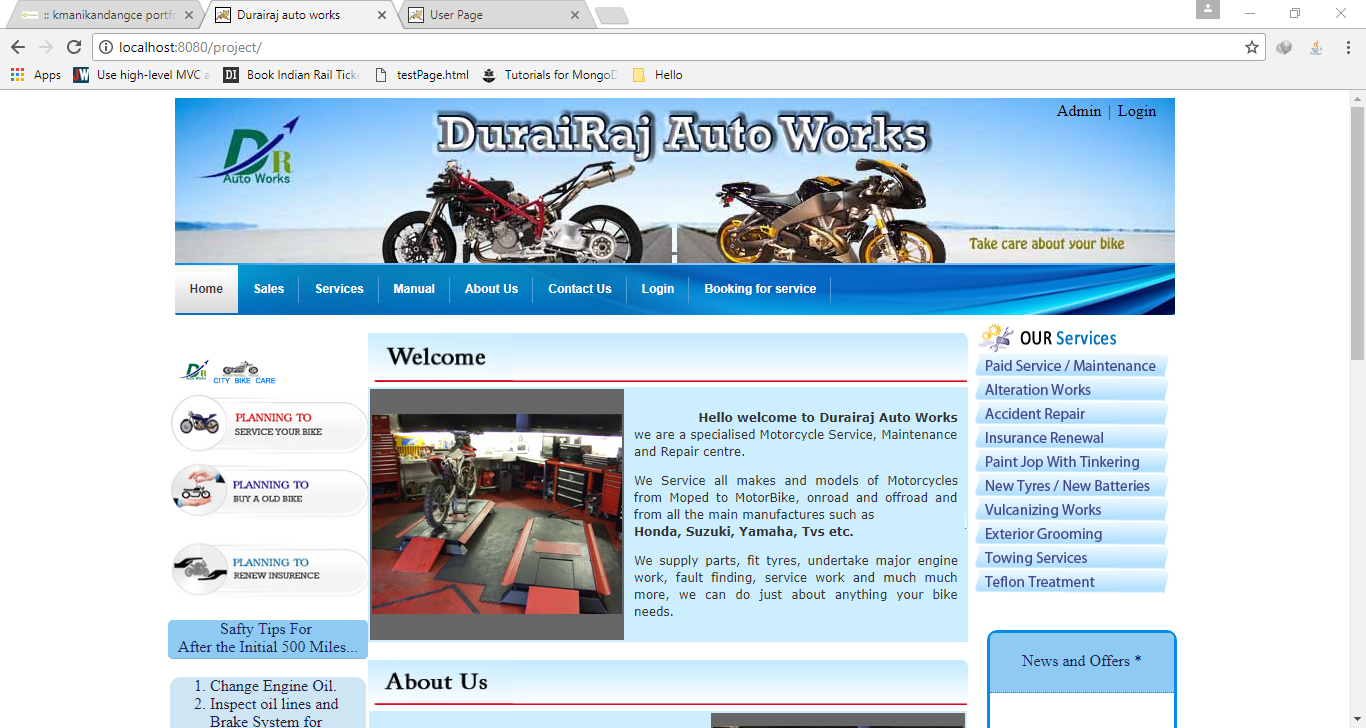 :: kmanikandangce portfo
Durairaj auto works
User Page
localhost:8080/project/
Apps
Use high-level MVC a
Book Indian Rail Ticke
testPage.html
Tutorials for MongoD
Hello
Admin | Login
DuraiRaj Auto Works
DR
Auto Works
Take care about your bike
Home
Sales
Services
Manual
About Us
Contact Us
Login
Booking for service
DR
Auto Works
CITY BIKE CARE
PLANNING TO
SERVICE YOUR BIKE
PLANNING TO
BUY A OLD BIKE
PLANNING TO
RENEW INSURENCE
Safty Tips For
After the Initial 500 Miles...
1. Change Engine Oil.
2. Inspect oil lines and
Brake System for
Welcome
Hello welcome to Durairaj Auto Works
we are a specialised Motorcycle Service, Maintenance
and Repair centre.
We Service all makes and models of Motorcycles
from Moped to MotorBike, onroad and offroad and
from all the main manufactures such as
Honda, Suzuki, Yamaha, Tvs etc.
We supply parts, fit tyres, undertake major engine
work, fault finding, service work and much much
more, we can do just about anything your bike
needs.
About Us
OUR Services
Paid Service / Maintenance
Alteration Works
Accident Repair
Insurance Renewal
Paint Jop With Tinkering
New Tyres / New Batteries
Vulcanizing Works
Exterior Grooming
Towing Services
Teflon Treatment
News and Offers *